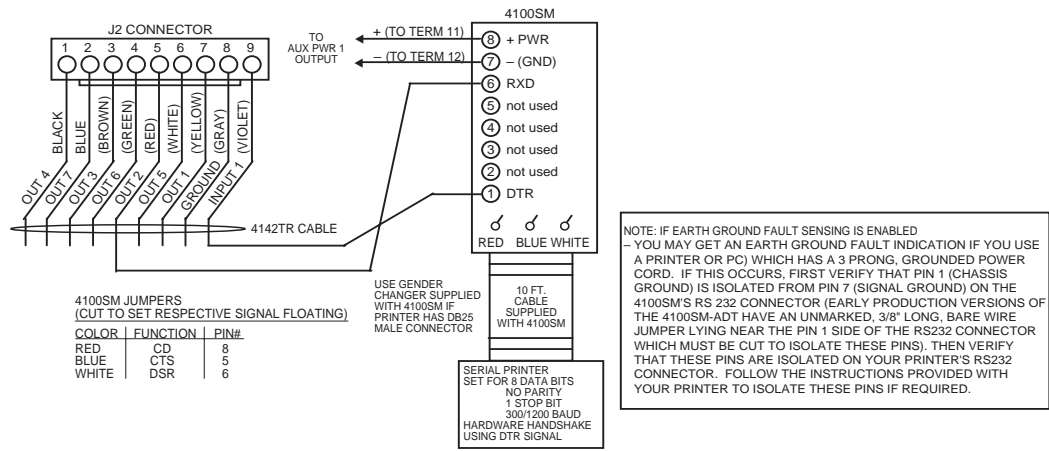 J2 CONNECTOR
1 2 3 4 5 6 7 8 9
BLACK
BLUE
(BROWN)
(GREEN)
(RED)
(WHITE)
(YELLOW)
(GRAY)
(VIOLET)
OUT 4
OUT 7
OUT 3
OUT 6
OUT 2
OUT 5
OUT 1
GROUND
INPUT 1
4142TR CABLE
TO
AUX PWR 1
OUTPUT
+ (TO TERM 11)
– (TO TERM 12)
4100SM
8 + PWR
7 – (GND)
6 RXD
5 not used
4 not used
3 not used
2 not used
1 DTR
RED BLUE WHITE
4100SM JUMPERS
(CUT TO SET RESPECTIVE SIGNAL FLOATING)
COLOR FUNCTION PIN#
RED CD 8
BLUE CTS 5
WHITE DSR 6
USE GENDER
CHANGER SUPPLIED
WITH 4100SM IF
PRINTER HAS DB25
MALE CONNECTOR
10 FT.
CABLE
SUPPLIED
WITH 4100SM
SERIAL PRINTER
SET FOR 8 DATA BITS
NO PARITY
1 STOP BIT
300/1200 BAUD
HARDWARE HANDSHAKE
USING DTR SIGNAL
NOTE: IF EARTH GROUND FAULT SENSING IS ENABLED
– YOU MAY GET AN EARTH GROUND FAULT INDICATION IF YOU USE
A PRINTER OR PC) WHICH HAS A 3 PRONG, GROUNDED POWER
CORD. IF THIS OCCURS, FIRST VERIFY THAT PIN 1 (CHASSIS
GROUND) IS ISOLATED FROM PIN 7 (SIGNAL GROUND) ON THE
4100SM'S RS 232 CONNECTOR (EARLY PRODUCTION VERSIONS OF
THE 4100SM-ADT HAVE AN UNMARKED, 3/8" LONG, BARE WIRE
JUMPER LYING NEAR THE PIN 1 SIDE OF THE RS232 CONNECTOR
WHICH MUST BE CUT TO ISOLATE THESE PINS). THEN VERIFY
THAT THESE PINS ARE ISOLATED ON YOUR PRINTER'S RS232
CONNECTOR. FOLLOW THE INSTRUCTIONS PROVIDED WITH
YOUR PRINTER TO ISOLATE THESE PINS IF REQUIRED.